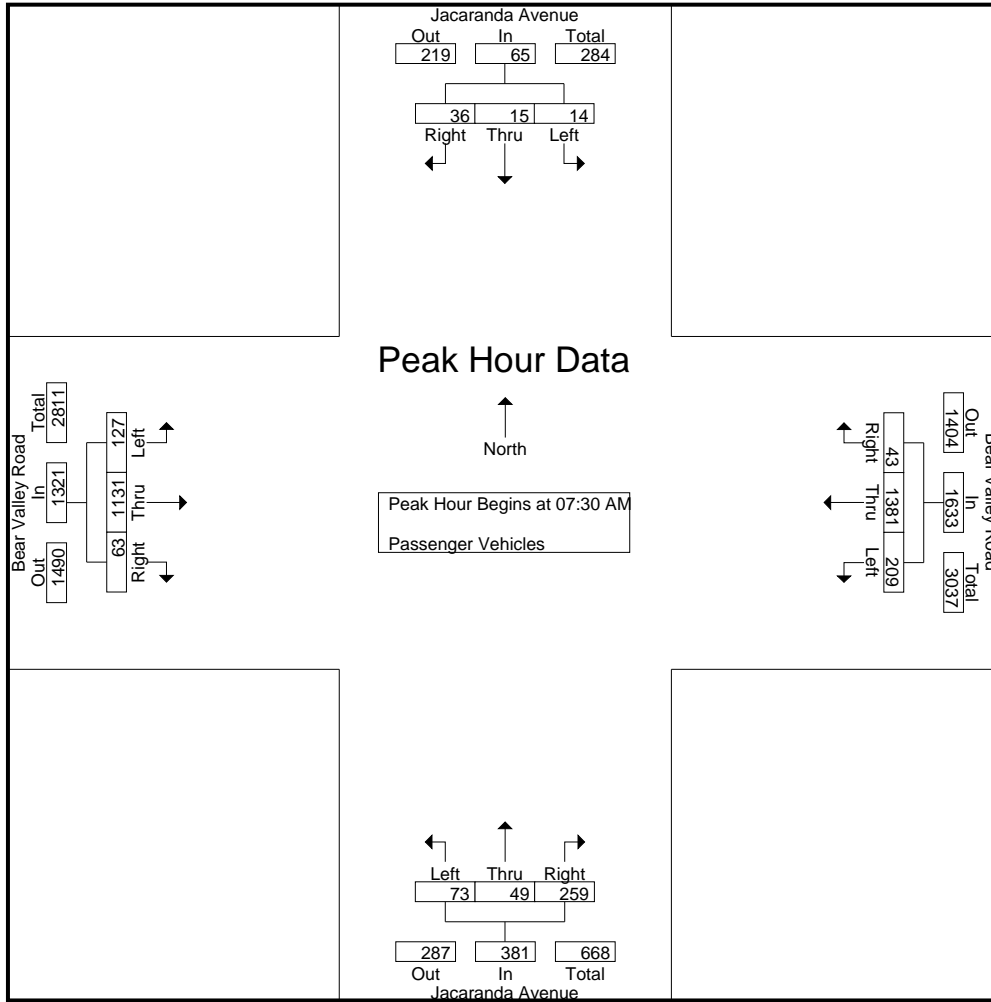 Jacaranda Avenue
Out In Total
219 65 284
36 15 14
Right Thru Left
Peak Hour Data
North
Peak Hour Begins at 07:30 AM
Passenger Vehicles
Bear Valley Road
Out In Total
1490 1321 2811
127 1131 63
Left Thru Right
Bear Valley Road
Out In Total
1404 1633 3037
43 1381 209
Right Thru Left
Left Thru Right
73 49 259
287 381 668
Out In Total
Jacaranda Avenue